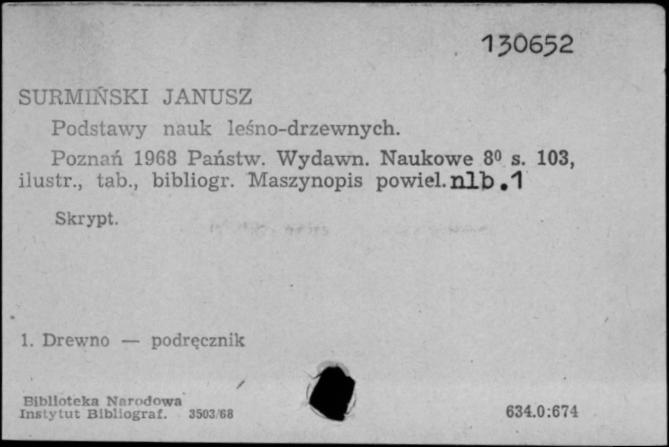 130652
SURMIŃSKI JANUSZ
Podstawy nauk leśno-drzewnych.
Poznań 1968 Państw. Wydawn. Naukowe 8⁰ s. 103,
ilustr., tab., bibliogr. Maszynopis powiel. nlb.1
Skrypt.
1. Drewno — podręcznik
Biblioteka Narodowa
Instytut Bibliograf. 3503/68
634.0:674